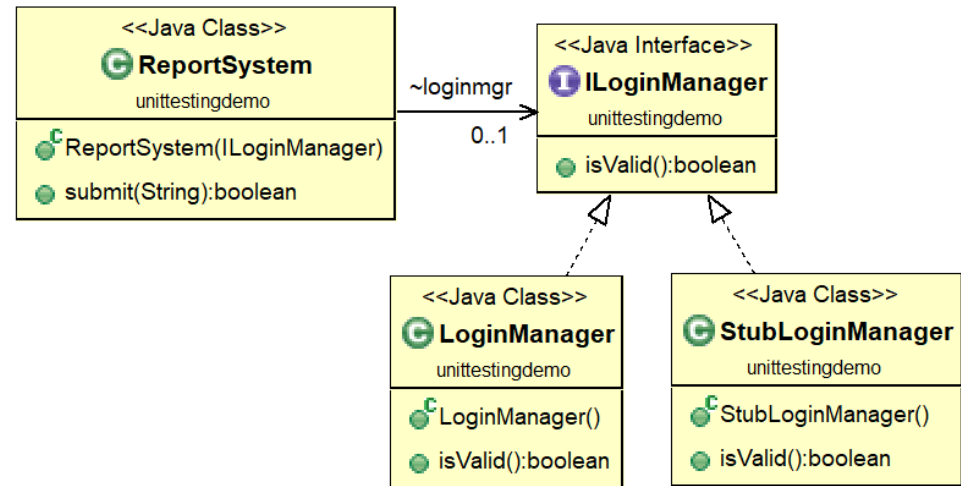 <<Java Class>>
C ReportSystem
unittestingdemo
C ReportSystem(ILoginManager)
submit(String):boolean
~loginmgr
0..1
<<Java Interface>>
I ILoginManager
unittestingdemo
isValid():boolean
<<Java Class>>
C LoginManager
unittestingdemo
C LoginManager()
isValid():boolean
<<Java Class>>
C StubLoginManager
unittestingdemo
C StubLoginManager()
isValid():boolean